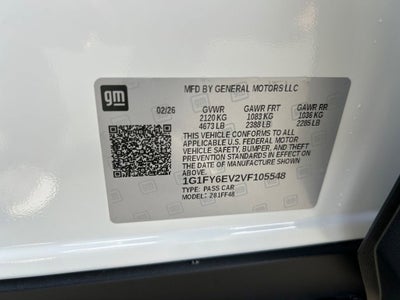 gm
MFD BY GENERAL MOTORS LLC
02/26 GVWR GAWR FRT GAWR RR
2120 KG 1083 KG 1036 KG
4673 LB 2388 LB 2285 LB
THIS VEHICLE CONFORMS TO ALL
APPLICABLE U.S. FEDERAL MOTOR
VEHICLE SAFETY, BUMPER, AND THEFT
PREVENTION STANDARDS IN EFFECT ON
THE DATE OF MANUFACTURE SHOWN
ABOVE.
1G1FY6EV2VF105548
TYPE: PASS CAR
MODEL: 281FF48